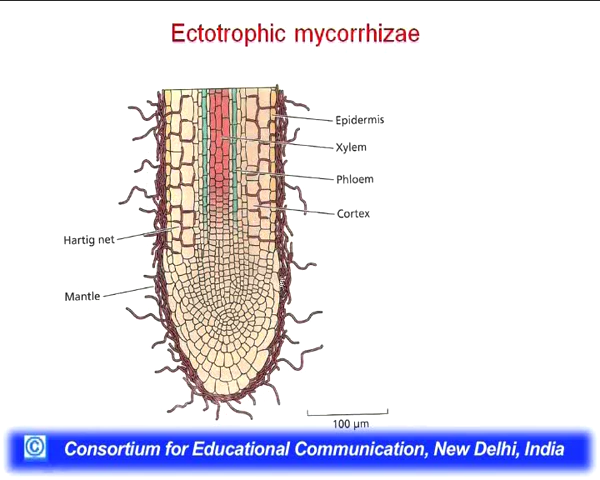 Ectotrophic mycorrhizae
Epidermis
Xylem
Phloem
Cortex
Hartig net
Mantle
100 µm
© Consortium for Educational Communication, New Delhi, India